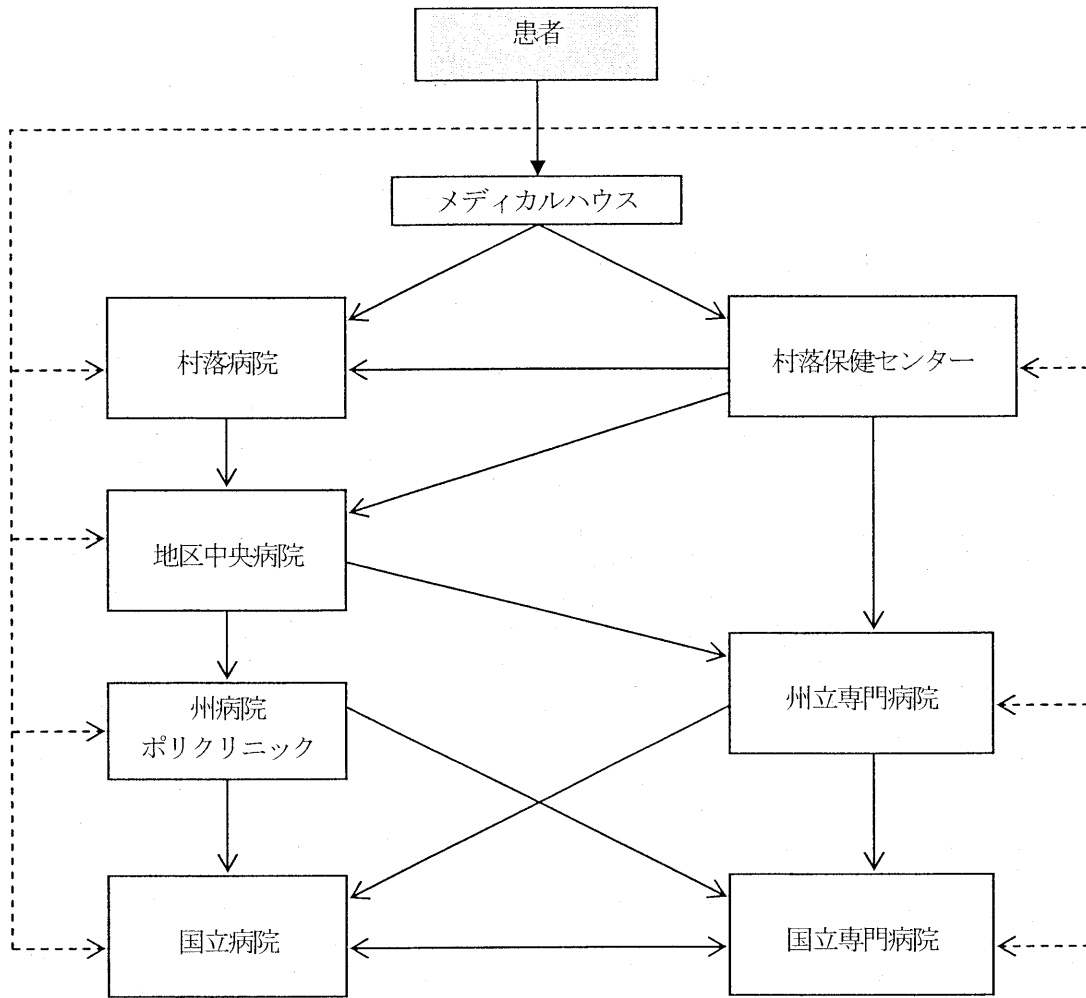 患者
メディカルハウス
村落病院
村落保健センター
地区中央病院
州病院
ポリクリニック
州立専門病院
国立病院
国立専門病院